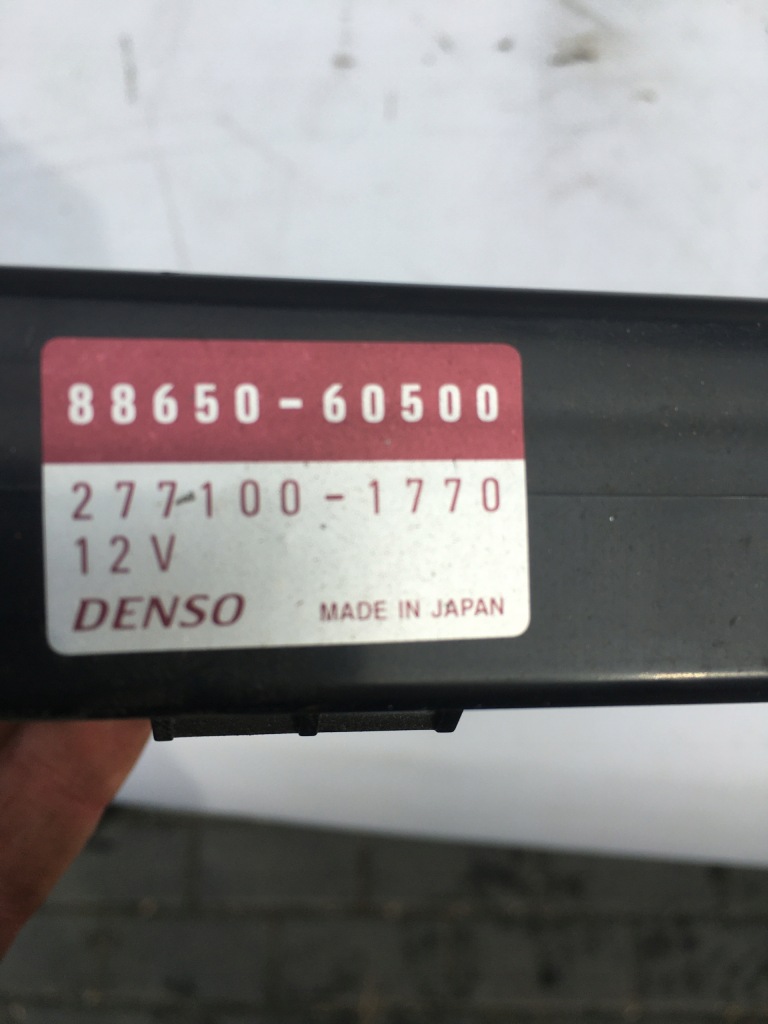 88650-60500
277100-1770
12V
DENSO MADE IN JAPAN